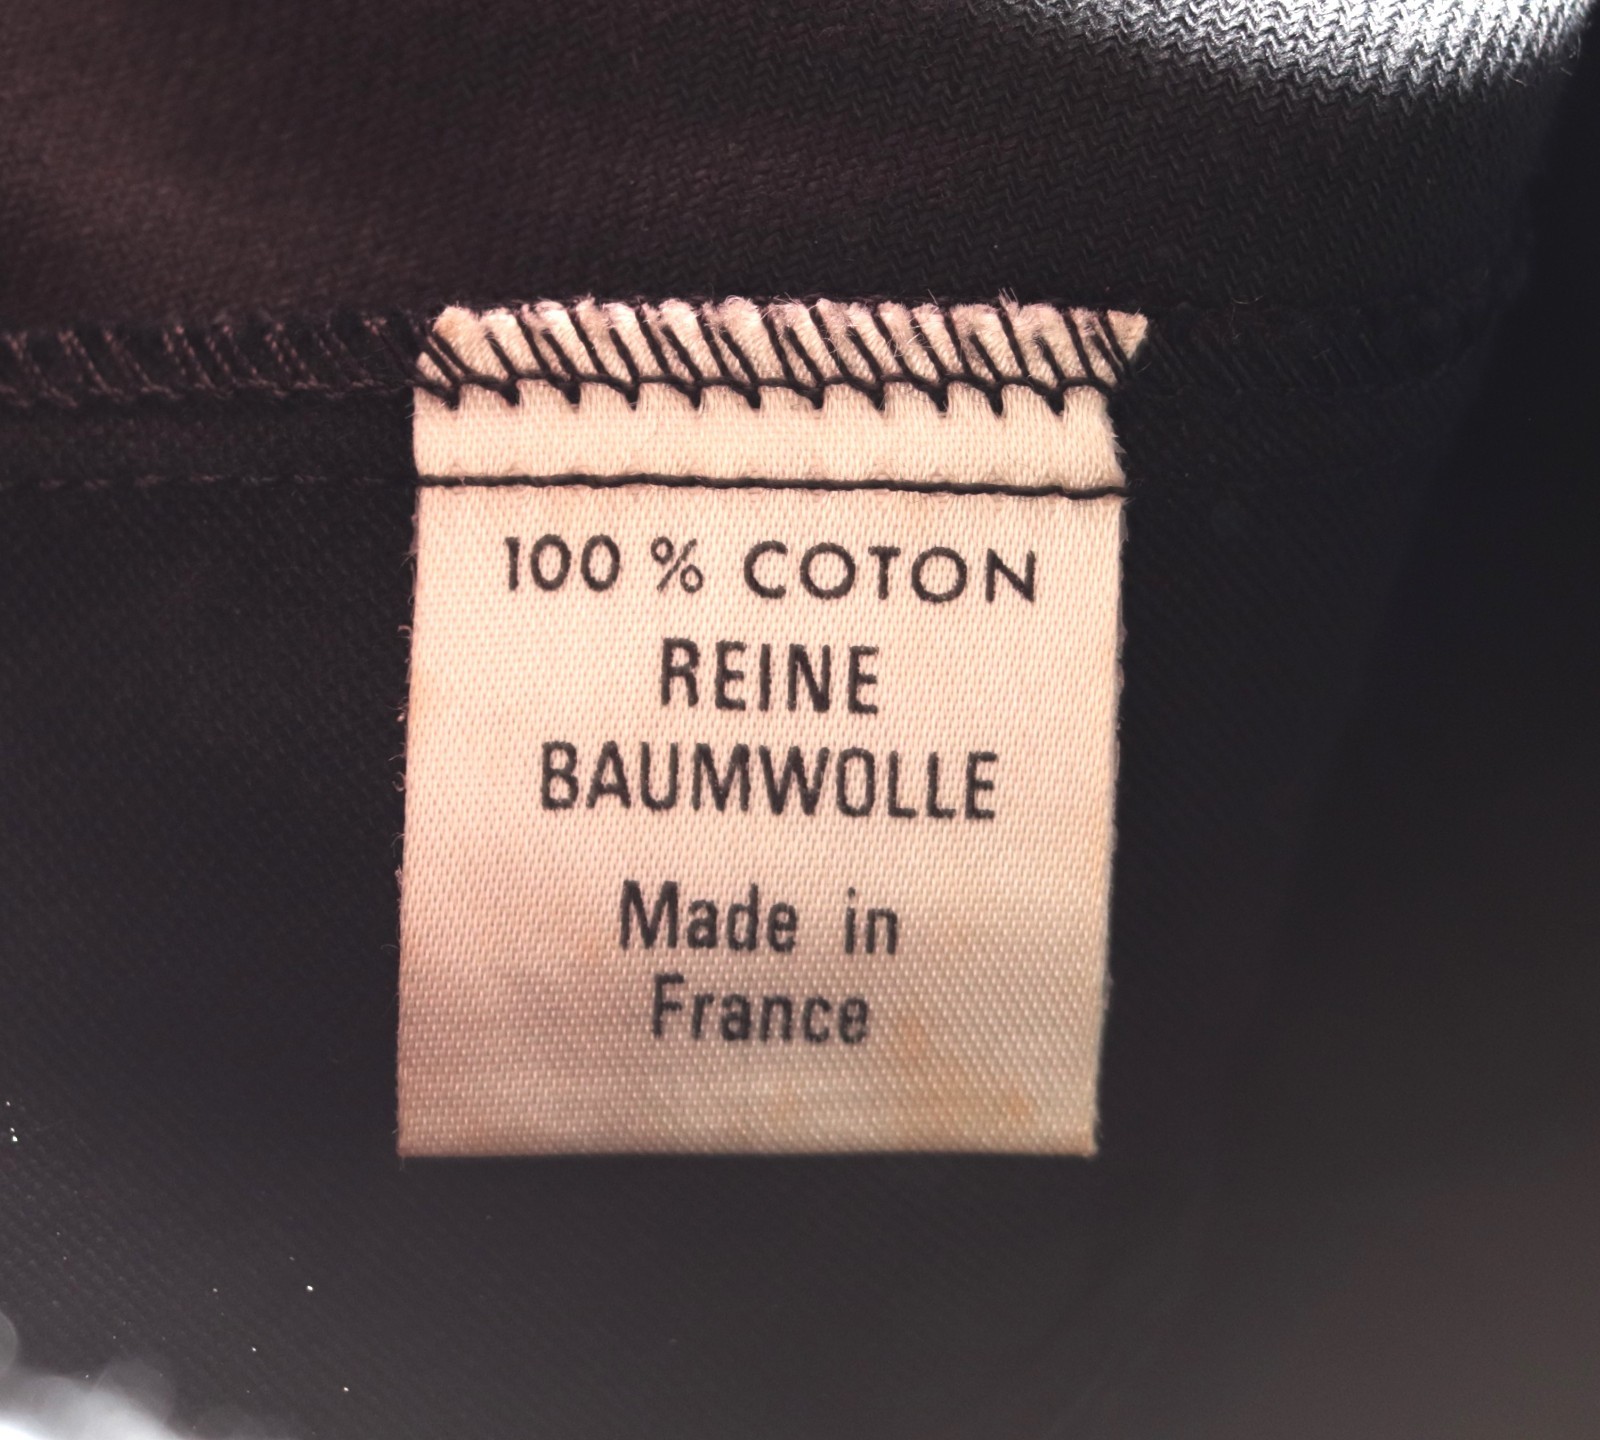 100 % COTON
REINE
BAUMWOLLE
Made in
France